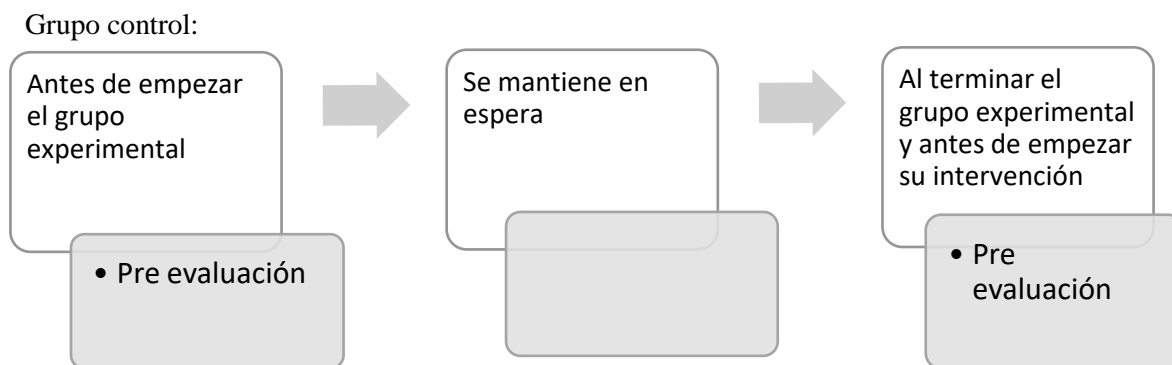 Grupo control:
Antes de empezar
el grupo
experimental
• Pre evaluación
Se mantiene en
espera
Al terminar el
grupo experimental
y antes de empezar
su intervención
• Pre
evaluación